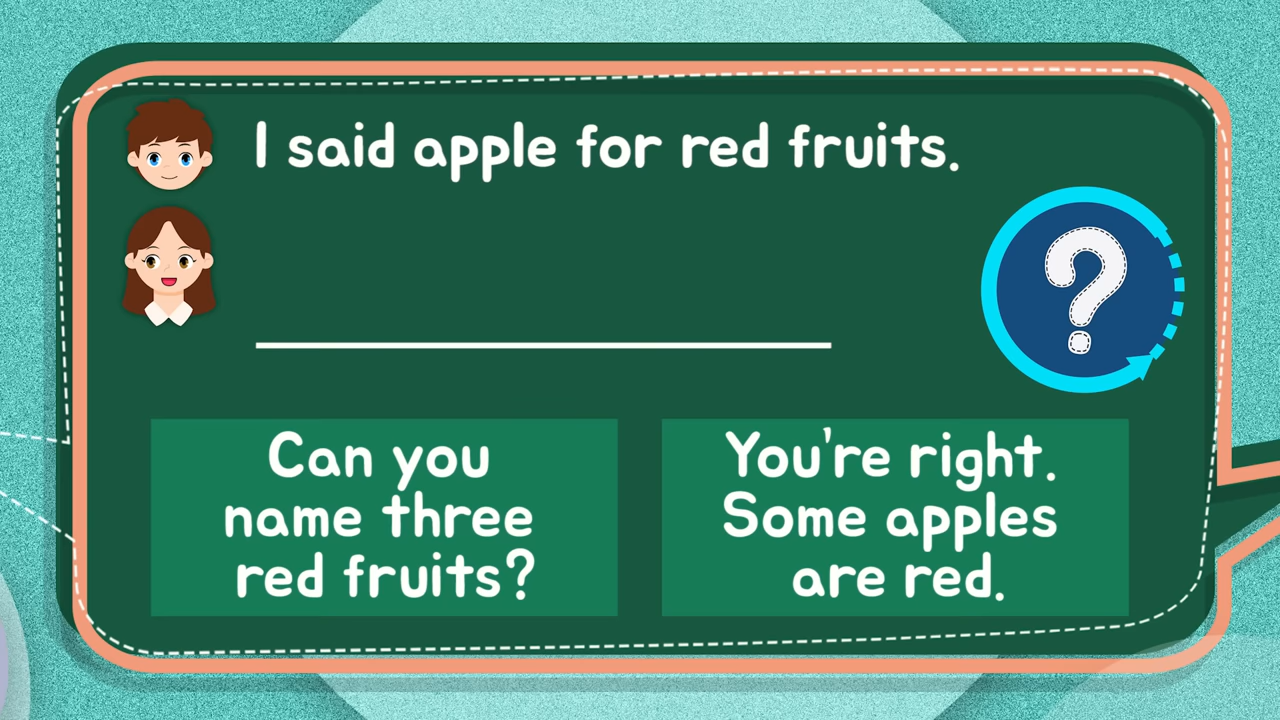 I said apple for red fruits.
?
Can you
name three
red fruits?
You're right.
Some apples
are red.